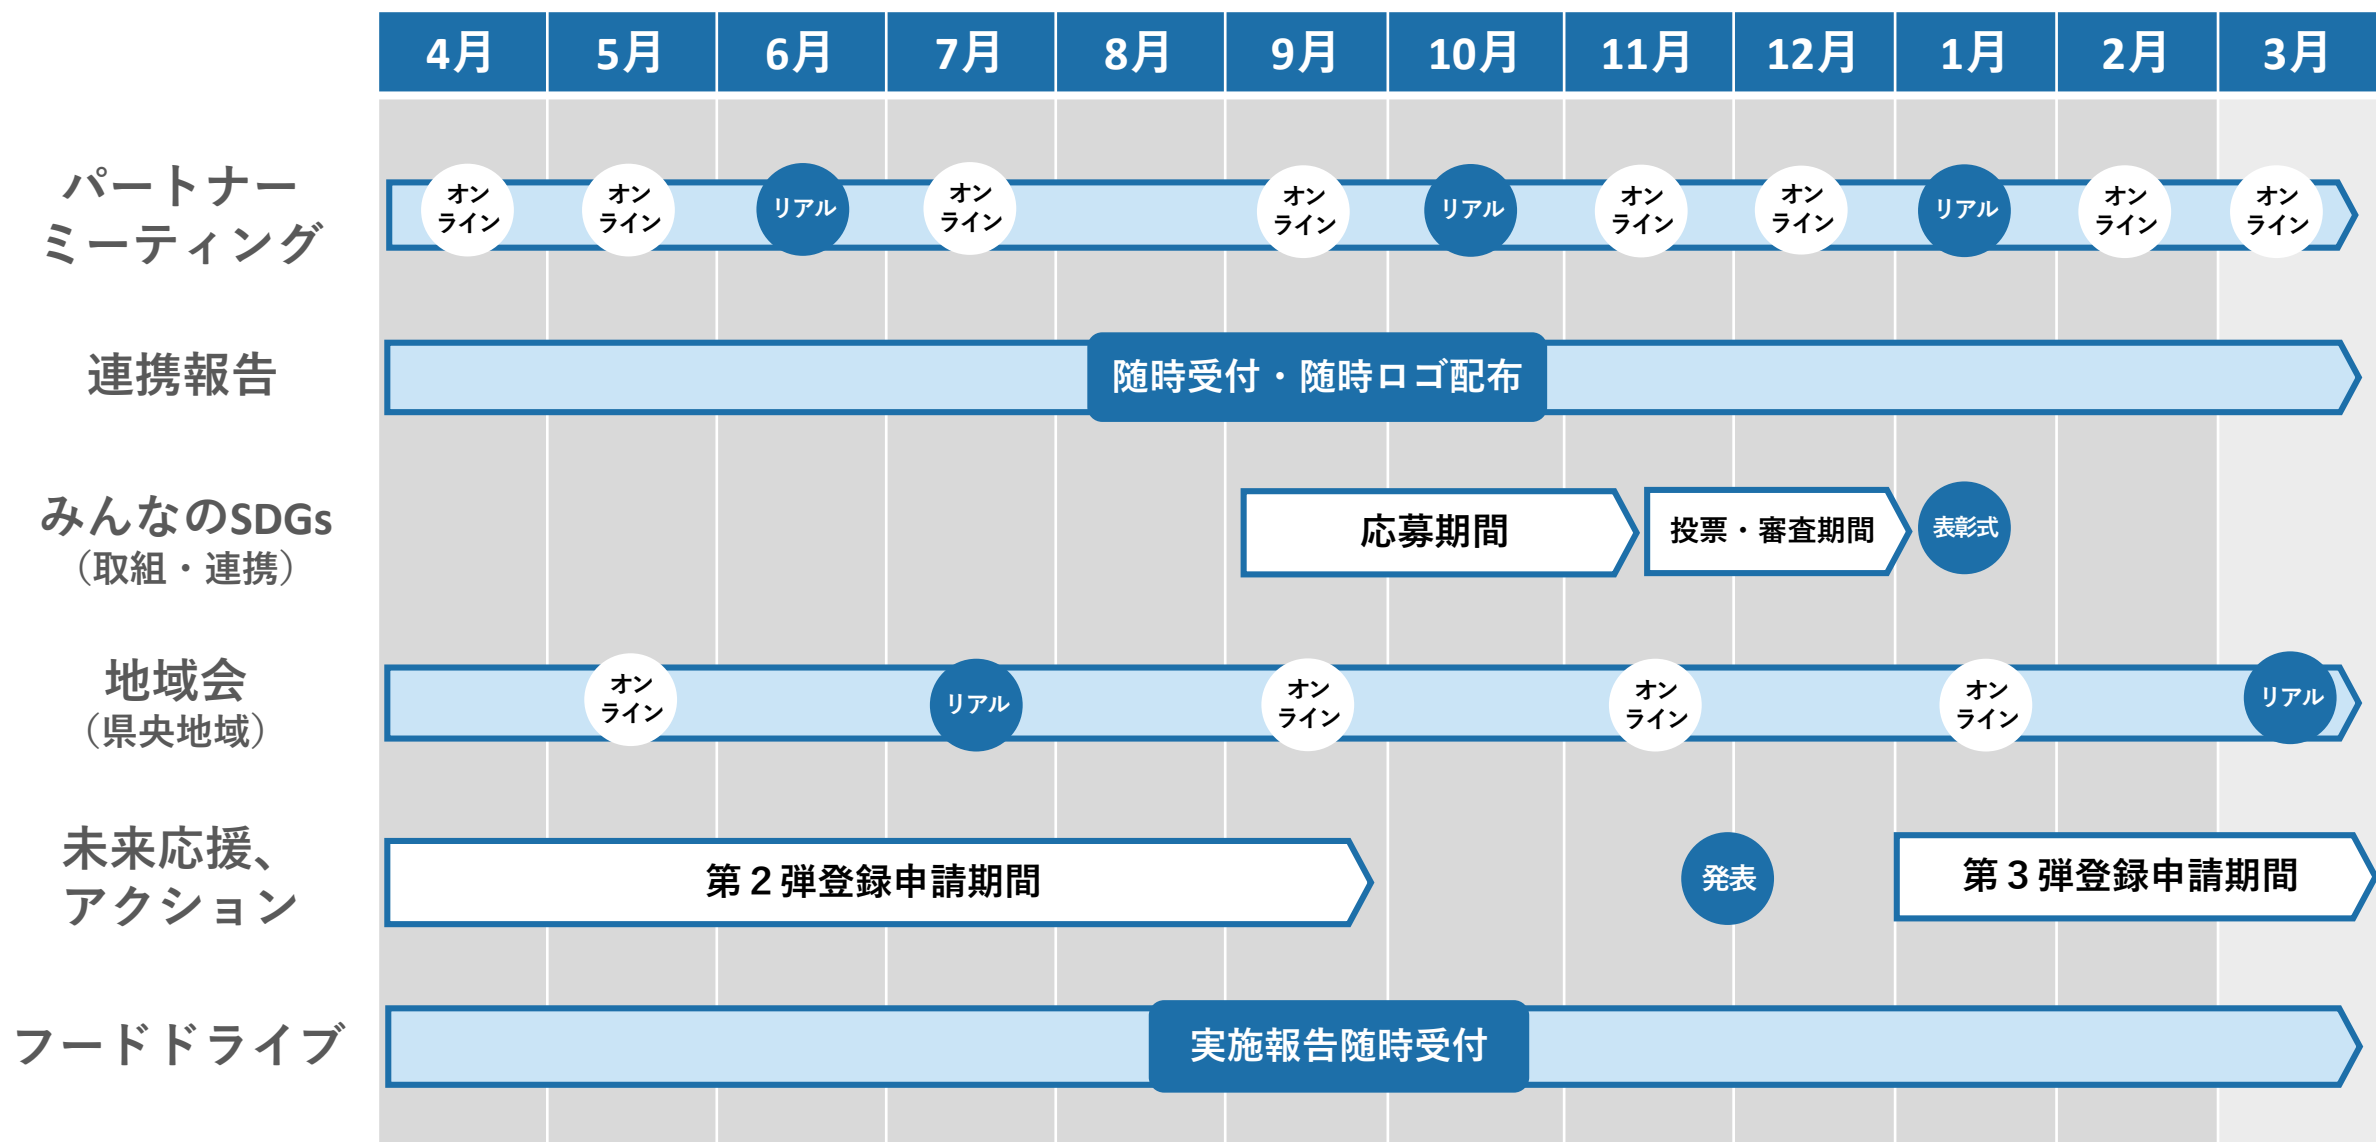 4月 5月 6月 7月 8月 9月 10月 11月 12月 1月 2月 3月
パートナー
ミーティング
オン
ライン
オン
ライン
リアル
オン
ライン
オン
ライン
リアル
オン
ライン
オン
ライン
リアル
オン
ライン
オン
ライン
連携報告
随時受付・随時ロゴ配布
みんなのSDGs
（取組・連携）
応募期間
投票・審査期間
表彰式
地域会
（県央地域）
オン
ライン
リアル
オン
ライン
オン
ライン
オン
ライン
リアル
未来応援、
アクション
第２弾登録申請期間
発表
第３弾登録申請期間
フードドライブ
実施報告随時受付